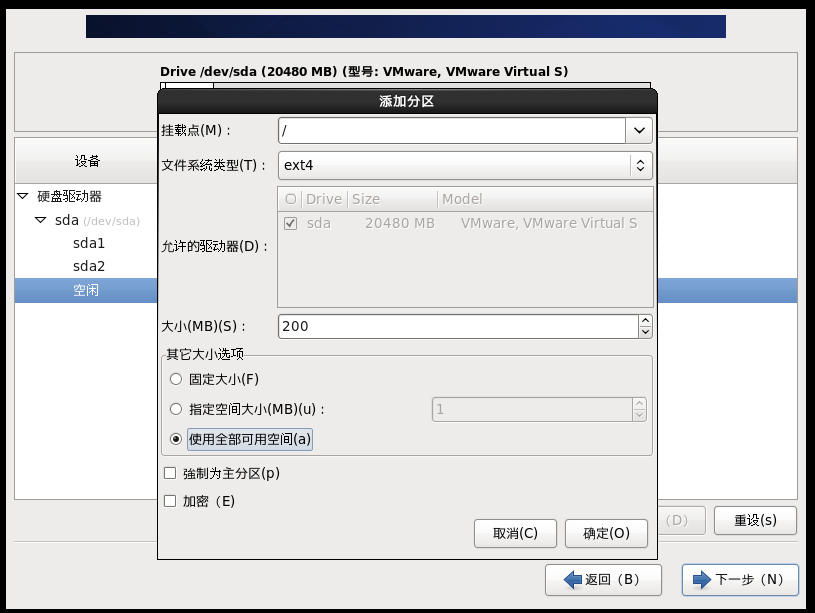 Drive /dev/sda (20480 MB) (型号: VMware, VMware Virtual S)
添加分区
挂载点(M)：
/
文件系统类型(T)：
ext4
Drive Size Model
sda 20480 MB VMware, VMware Virtual S
允许的驱动器(D)：
大小(MB)(S)：
200
其它大小选项
固定大小(F)
指定空间大小(MB)(u)：
1
使用全部可用空间(a)
強制为主分区(p)
加密（E)
取消(C)
确定(O)
设备
硬盘驱动器
sda (/dev/sda)
sda1
sda2
空闲
(D)
重设(s)
返回（B）
下一步（N）